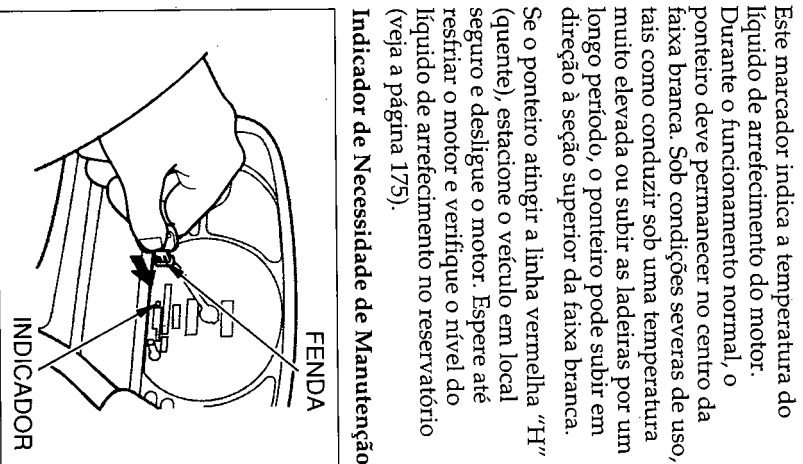 Este marcador indica a temperatura do
líquido de arrefecimento do motor.
Durante o funcionamento normal, o
ponteiro deve permanecer no centro da
faixa branca. Sob condições severas de uso,
tais como conduzir sob uma temperatura
muito elevada ou subir as ladeiras por um
longo período, o ponteiro pode subir em
direção à seção superior da faixa branca.
Se o ponteiro atingir a linha vermelha "H"
(quente), estacione o veículo em local
seguro e desligue o motor. Espere até
resfriar o motor e verifique o nível do
líquido de arrefecimento no reservatório
(veja a página 175).
Indicador de Necessidade de Manutenção
FENDA
INDICADOR